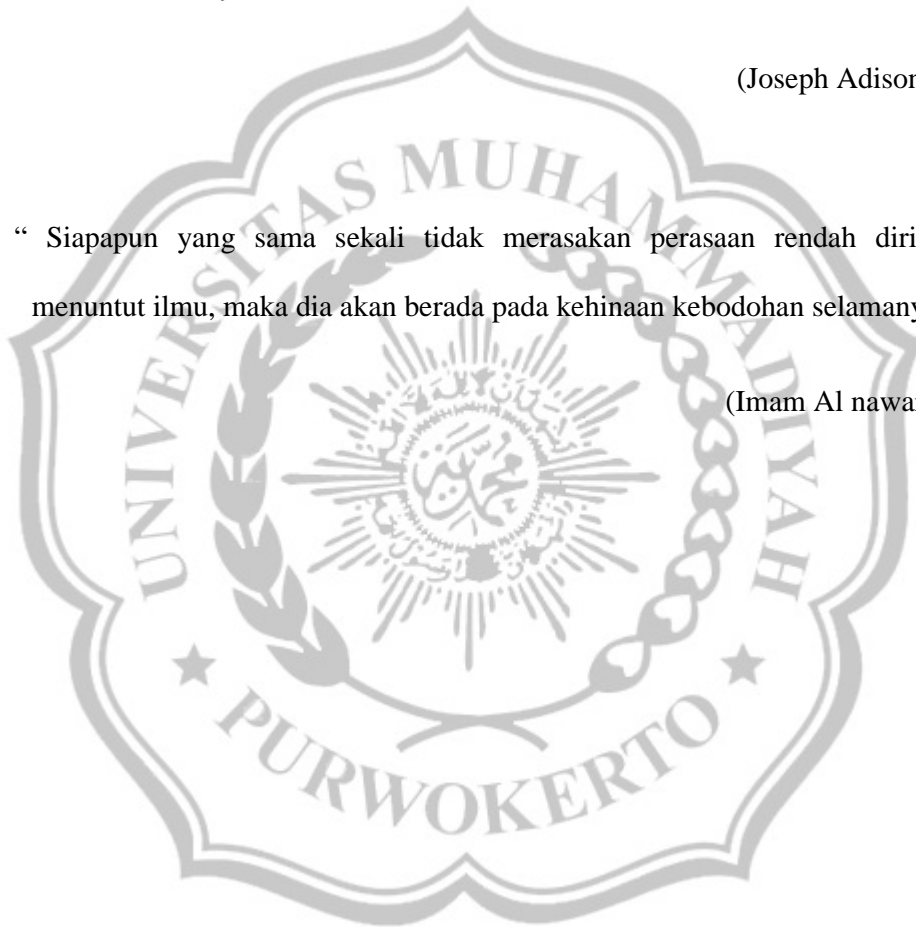 (Joseph Adison
“ Siapapun yang sama sekali tidak merasakan perasaan rendah diri
menuntut ilmu, maka dia akan berada pada kehinaan kebodohan selamany
(Imam Al nawa
UNIVERSITAS MUHAMMADIYAH
PURWOKERTO